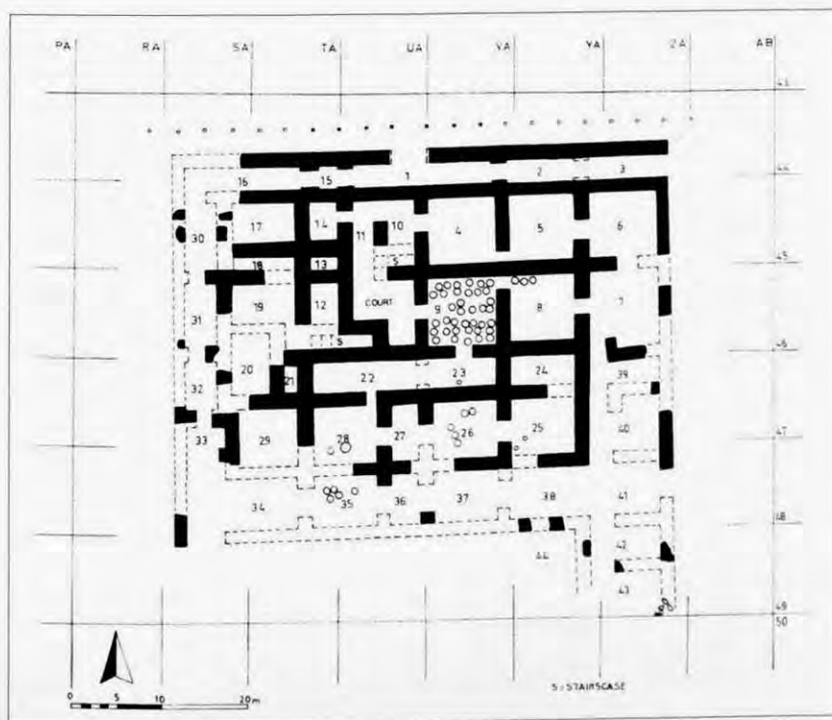 PA RA SA TA UA VA YA ZA AB
43
44
16 15 1 2 3
30 17 14 11 10 4 5 6
18 13 S 45
31 19 12 COURT 9 8 7
S 46
32 20 21 22 23 24 39
33 29 28 27 26 25 40 47
34 35 36 37 38 41
48
44 42
43
49
50
0 5 10 20m
S : STAIRSCASE